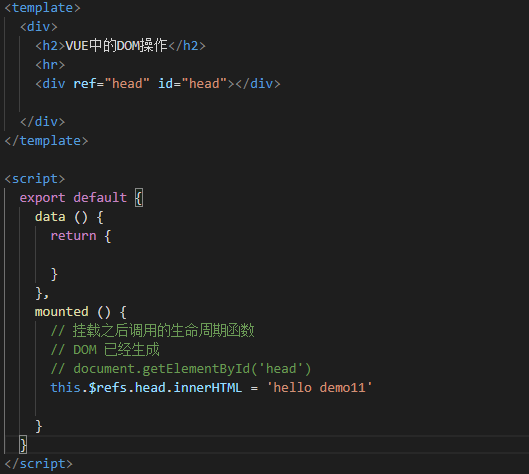 <template>
<div>
<h2>VUE中的DOM操作</h2>
<hr>
<div ref="head" id="head"></div>
</div>
</template>
<script>
export default {
data () {
return {
}
},
mounted () {
// 挂载之后调用的生命周期函数
// DOM 已经生成
// document.getElementById('head')
this.$refs.head.innerHTML = 'hello demo11'
}
}
</script>